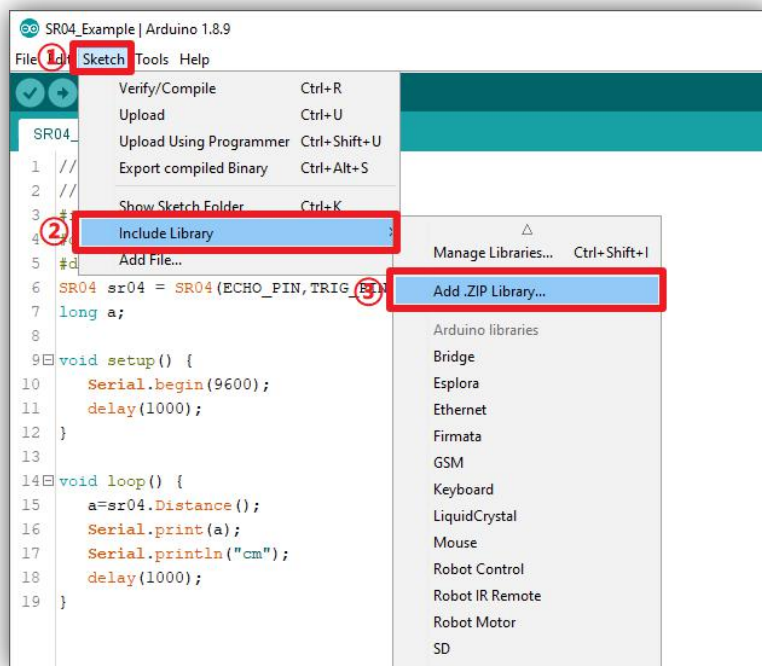 SR04_Example | Arduino 1.8.9
File Edit Sketch Tools Help
①
Verify/Compile Ctrl+R
Upload Ctrl+U
Upload Using Programmer Ctrl+Shift+U
Export compiled Binary Ctrl+Alt+S
Show Sketch Folder Ctrl+K
② Include Library
Add File...
△
Manage Libraries... Ctrl+Shift+I
③ Add .ZIP Library...
Arduino libraries
Bridge
Esplora
Ethernet
Firmata
GSM
Keyboard
LiquidCrystal
Mouse
Robot Control
Robot IR Remote
Robot Motor
SD
SR04_
1 //
2 //
3
4
5 #d
6 SR04 sr04 = SR04(ECHO_PIN,TRIG_PIN
7 long a;
8
9 void setup() {
10 Serial.begin(9600);
11 delay(1000);
12 }
13
14 void loop() {
15 a=sr04.Distance();
16 Serial.print(a);
17 Serial.println("cm");
18 delay(1000);
19 }